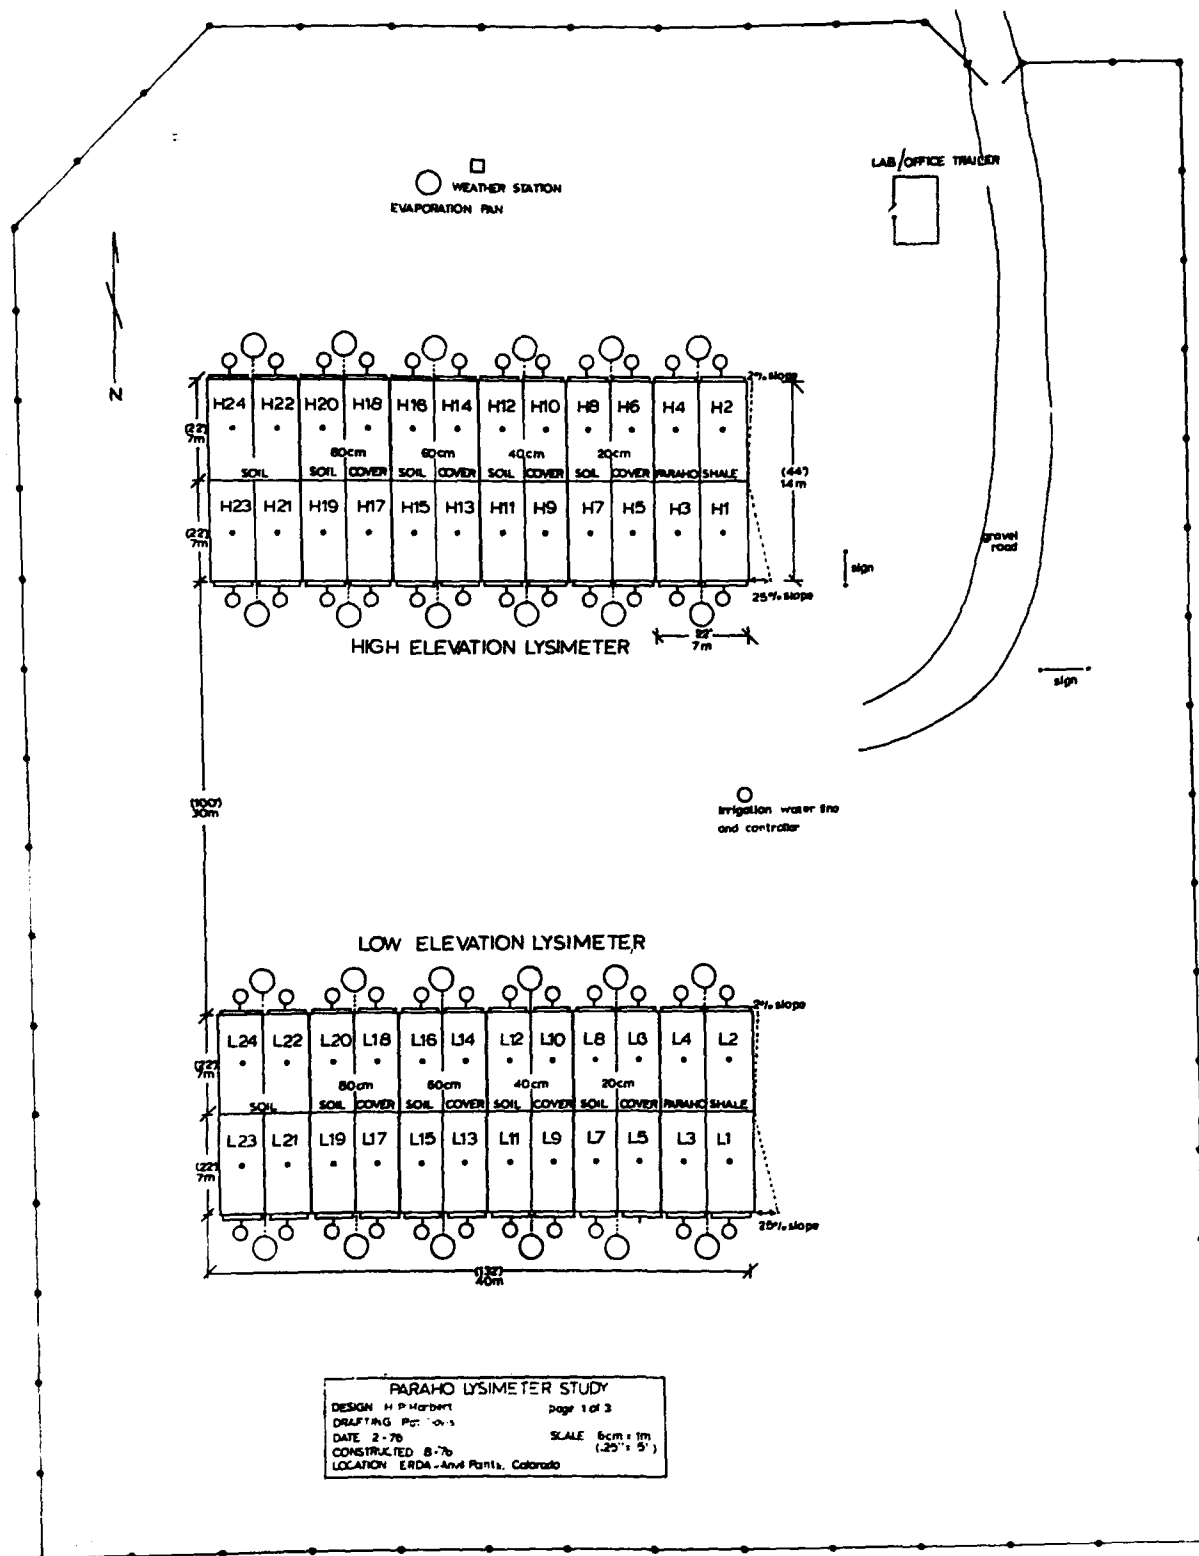 LAB/OFFICE TRAILER
WEATHER STATION
EVAPORATION PAN
N
2% slope
H24 H22 H20 H18 H16 H14 H12 H10 H8 H6 H4 H2
(22')
7m
80cm 60cm 40cm 20cm
SOIL SOIL COVER SOIL COVER SOIL COVER SOIL COVER PARAHO SHALE
(44')
14m
H23 H21 H19 H17 H15 H13 H11 H9 H7 H5 H3 H1
(22')
7m
gravel
road
sign
25% slope
HIGH ELEVATION LYSIMETER
22'
7m
sign
(100')
30m
Irrigation water line
and controller
LOW ELEVATION LYSIMETER
2% slope
L24 L22 L20 L18 L16 L14 L12 L10 L8 L6 L4 L2
(22')
7m
80cm 60cm 40cm 20cm
SOIL SOIL COVER SOIL COVER SOIL COVER SOIL COVER PARAHO SHALE
L23 L21 L19 L17 L15 L13 L11 L9 L7 L5 L3 L1
(22')
7m
25% slope
(132')
40m
PARAHO LYSIMETER STUDY
DESIGN H P Harbert page 1 of 3
DRAFTING
DATE 2-76 SCALE 6cm = 1m
CONSTRUCTED 8-76 (.25" = 5')
LOCATION ERDA-Anvil Points, Colorado